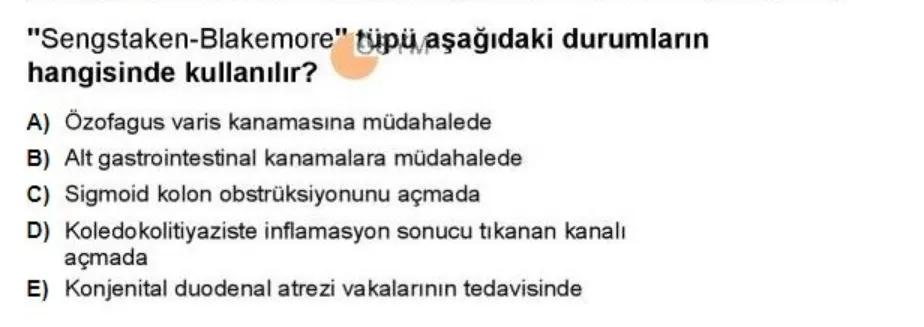 "Sengstaken-Blakemore" tüpü aşağıdaki durumların
hangisinde kullanılır?
A) Özofagus varis kanamasına müdahalede
B) Alt gastrointestinal kanamalara müdahalede
C) Sigmoid kolon obstrüksiyonunu açmada
D) Koledokolitiyaziste inflamasyon sonucu tıkanan kanalı
açmada
E) Konjenital duodenal atrezi vakalarının tedavisinde